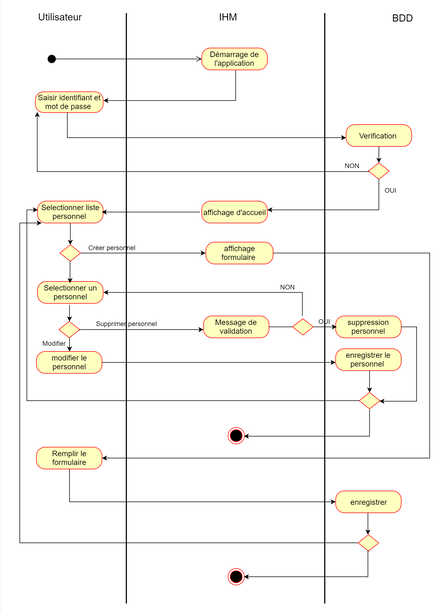 Utilisateur
IHM
BDD
Démarrage de
l'application
Saisir identifiant et
mot de passe
Verification
NON
OUI
Selectionner liste
personnel
affichage d'accueil
Créer personnel
affichage
formulaire
Selectionner un
personnel
NON
Supprimer personnel
Message de
validation
OUI
suppression
personnel
Modifier
modifier le
personnel
enregistrer le
personnel
Remplir le
formulaire
enregistrer